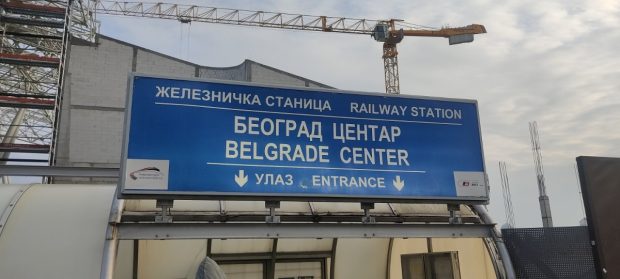 ЖЕЛЕЗНИЧКА СТАНИЦА RAILWAY STATION
БЕОГРАД ЦЕНТАР
BELGRADE CENTER
УЛАЗ ENTRANCE